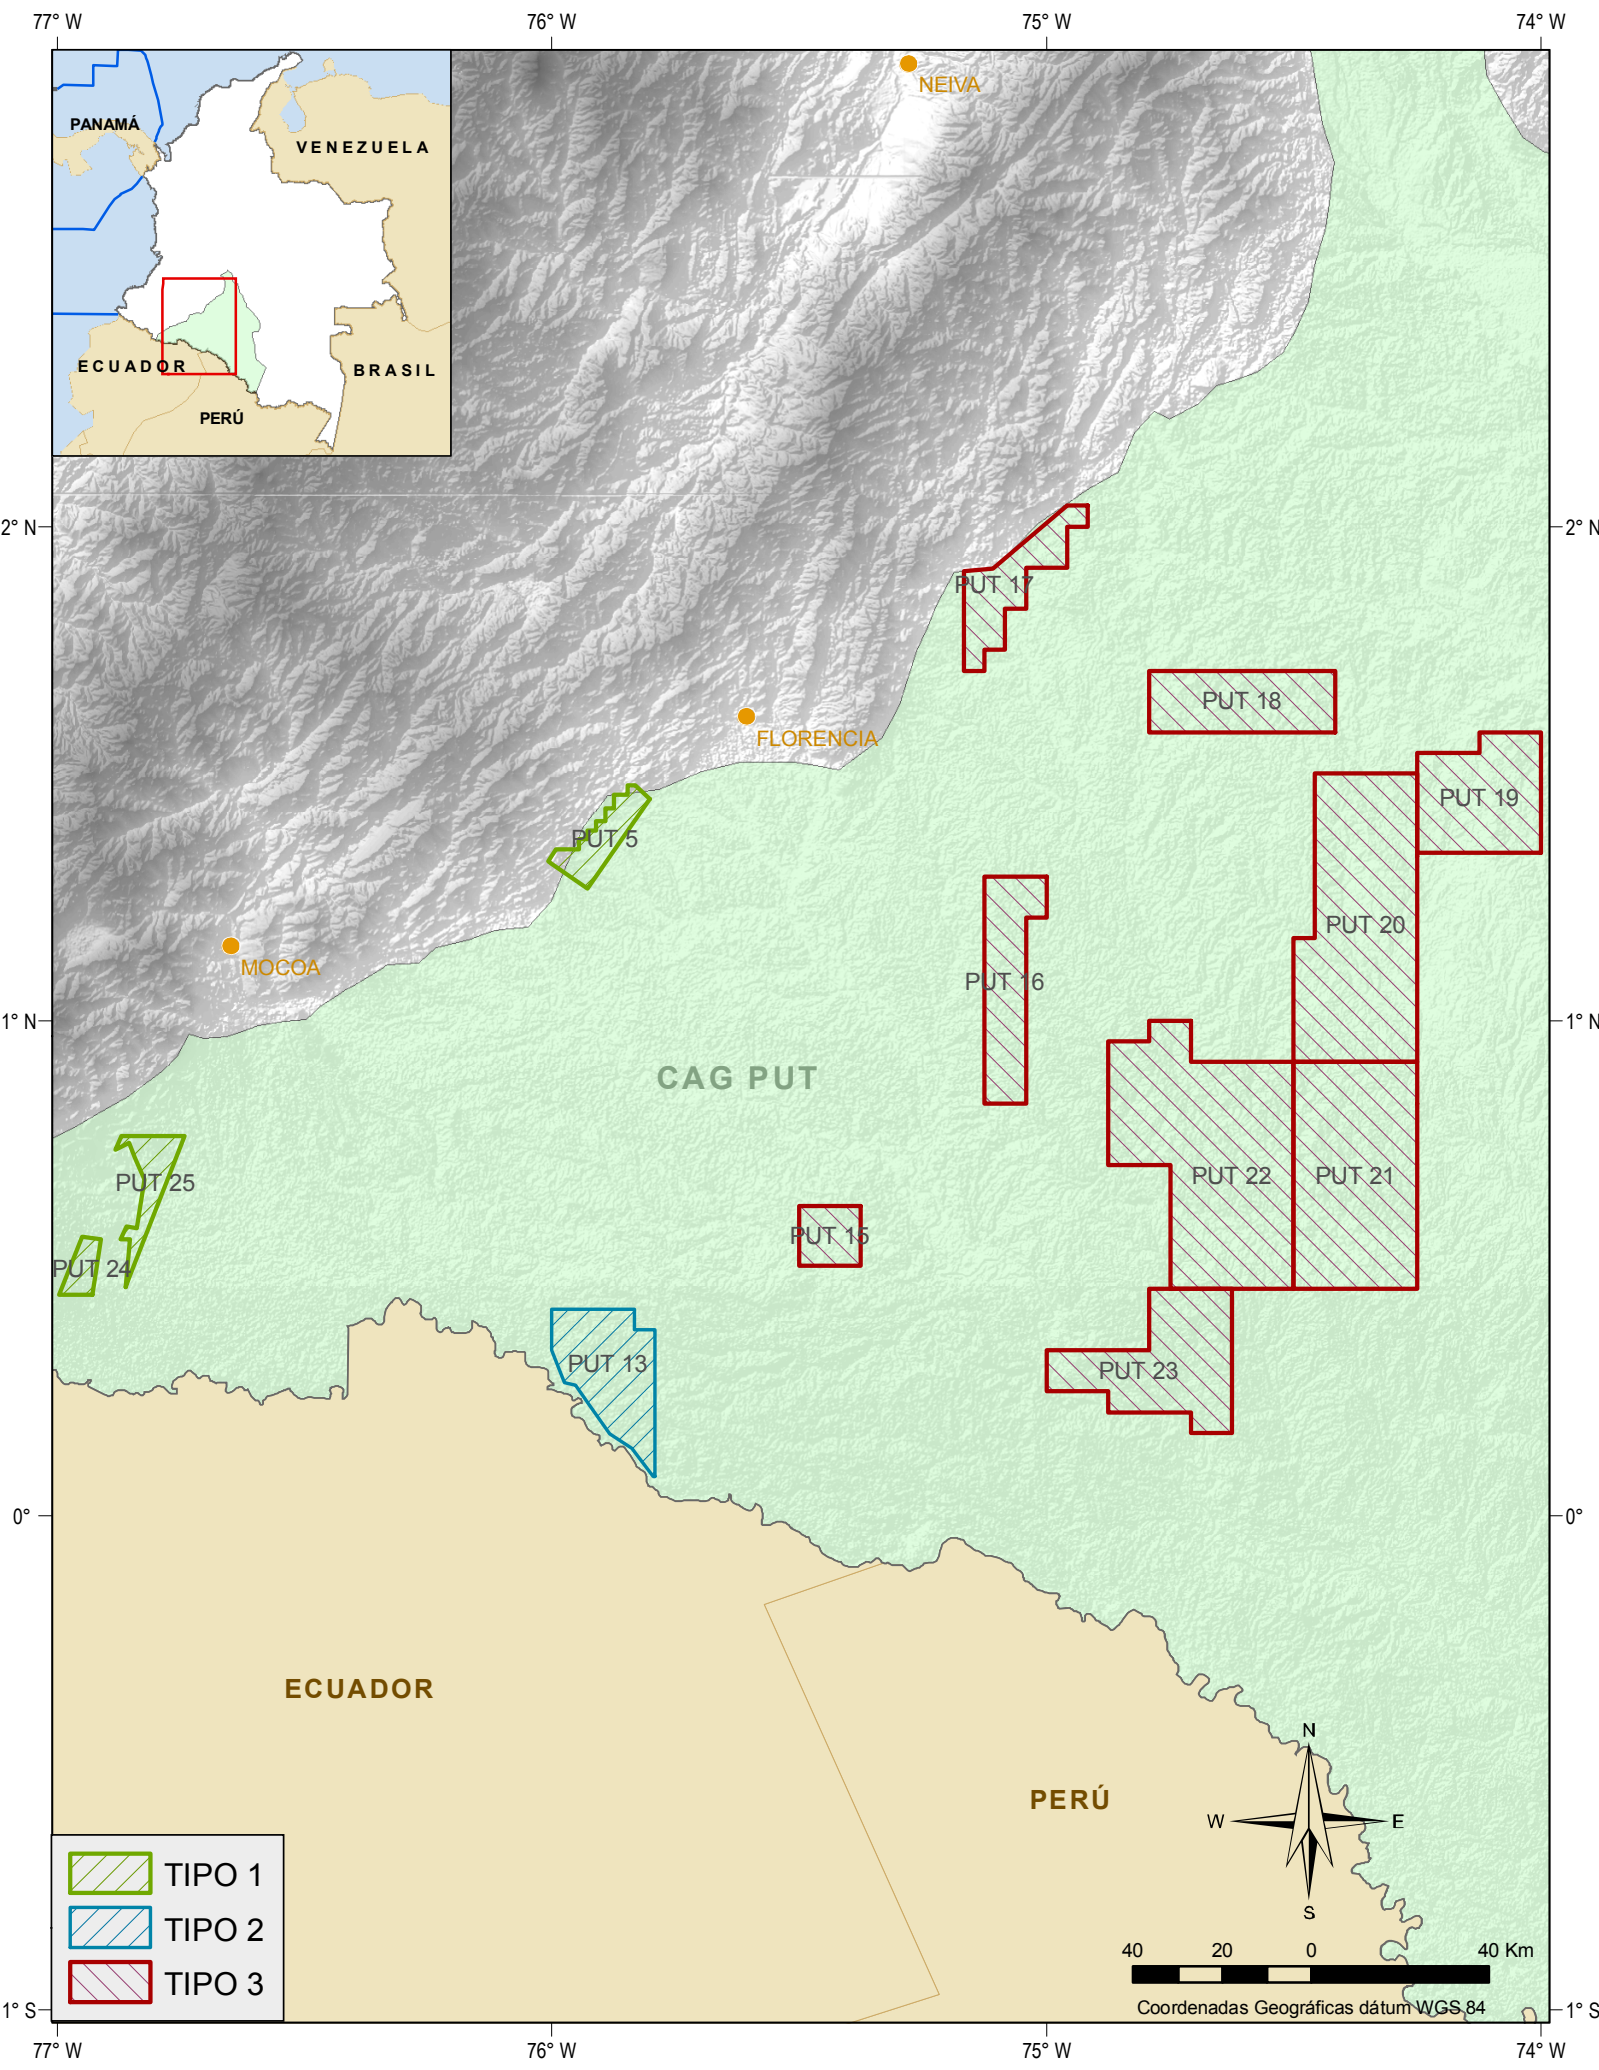 77° W
76° W
75° W
74° W
NEIVA
PANAMÁ
VENEZUELA
ECUADOR
BRASIL
PERÚ
2° N
2° N
PUT 17
PUT 18
FLORENCIA
PUT 19
PUT 5
PUT 20
MOCOA
PUT 16
1° N
1° N
CAG PUT
PUT 25
PUT 22
PUT 21
PUT 15
PUT 24
PUT 13
PUT 23
0°
0°
ECUADOR
N
PERÚ
W
E
S
TIPO 1
TIPO 2
TIPO 3
40 20 0 40 Km
Coordenadas Geográficas dátum WGS 84
1° S
1° S
77° W
76° W
75° W
74° W